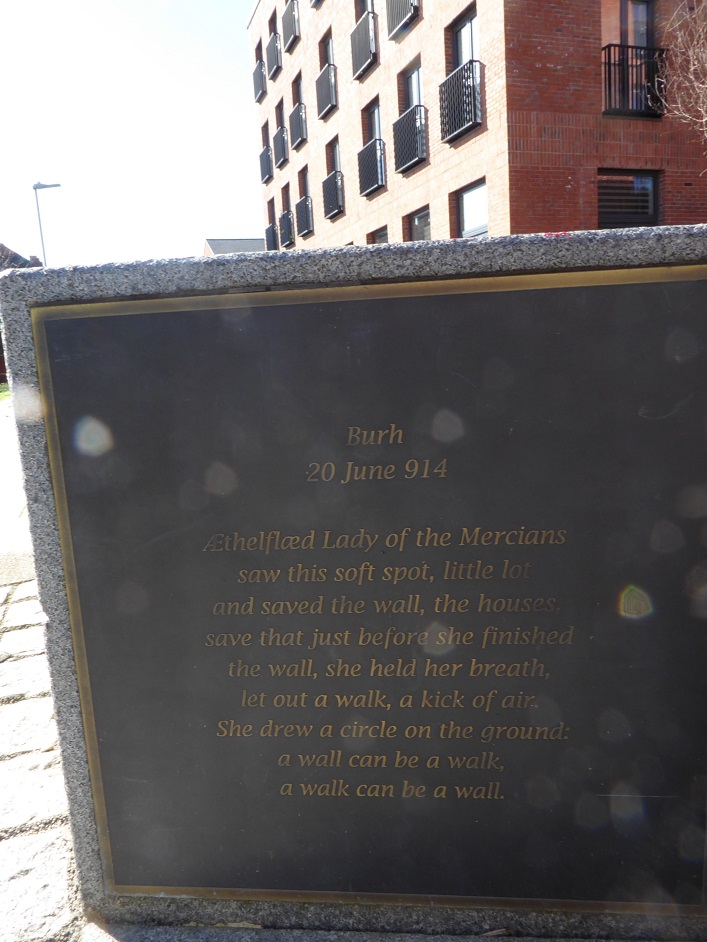 Burh
20 June 914
Æthelflæd Lady of the Mercians
saw this soft spot, little lot
and saved the wall, the houses,
save that just before she finished
the wall, she held her breath,
let out a walk, a kick of air.
She drew a circle on the ground:
a wall can be a walk,
a walk can be a wall.